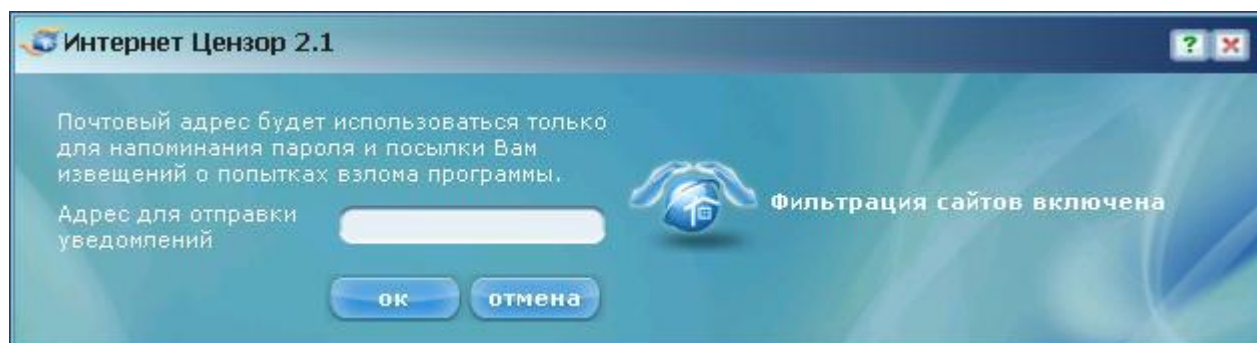 Интернет Цензор 2.1
?
Почтовый адрес будет использоваться только
для напоминания пароля и посылки Вам
извещений о попытках взлома программы.
Адрес для отправки
уведомлений
Фильтрация сайтов включена
ок отмена